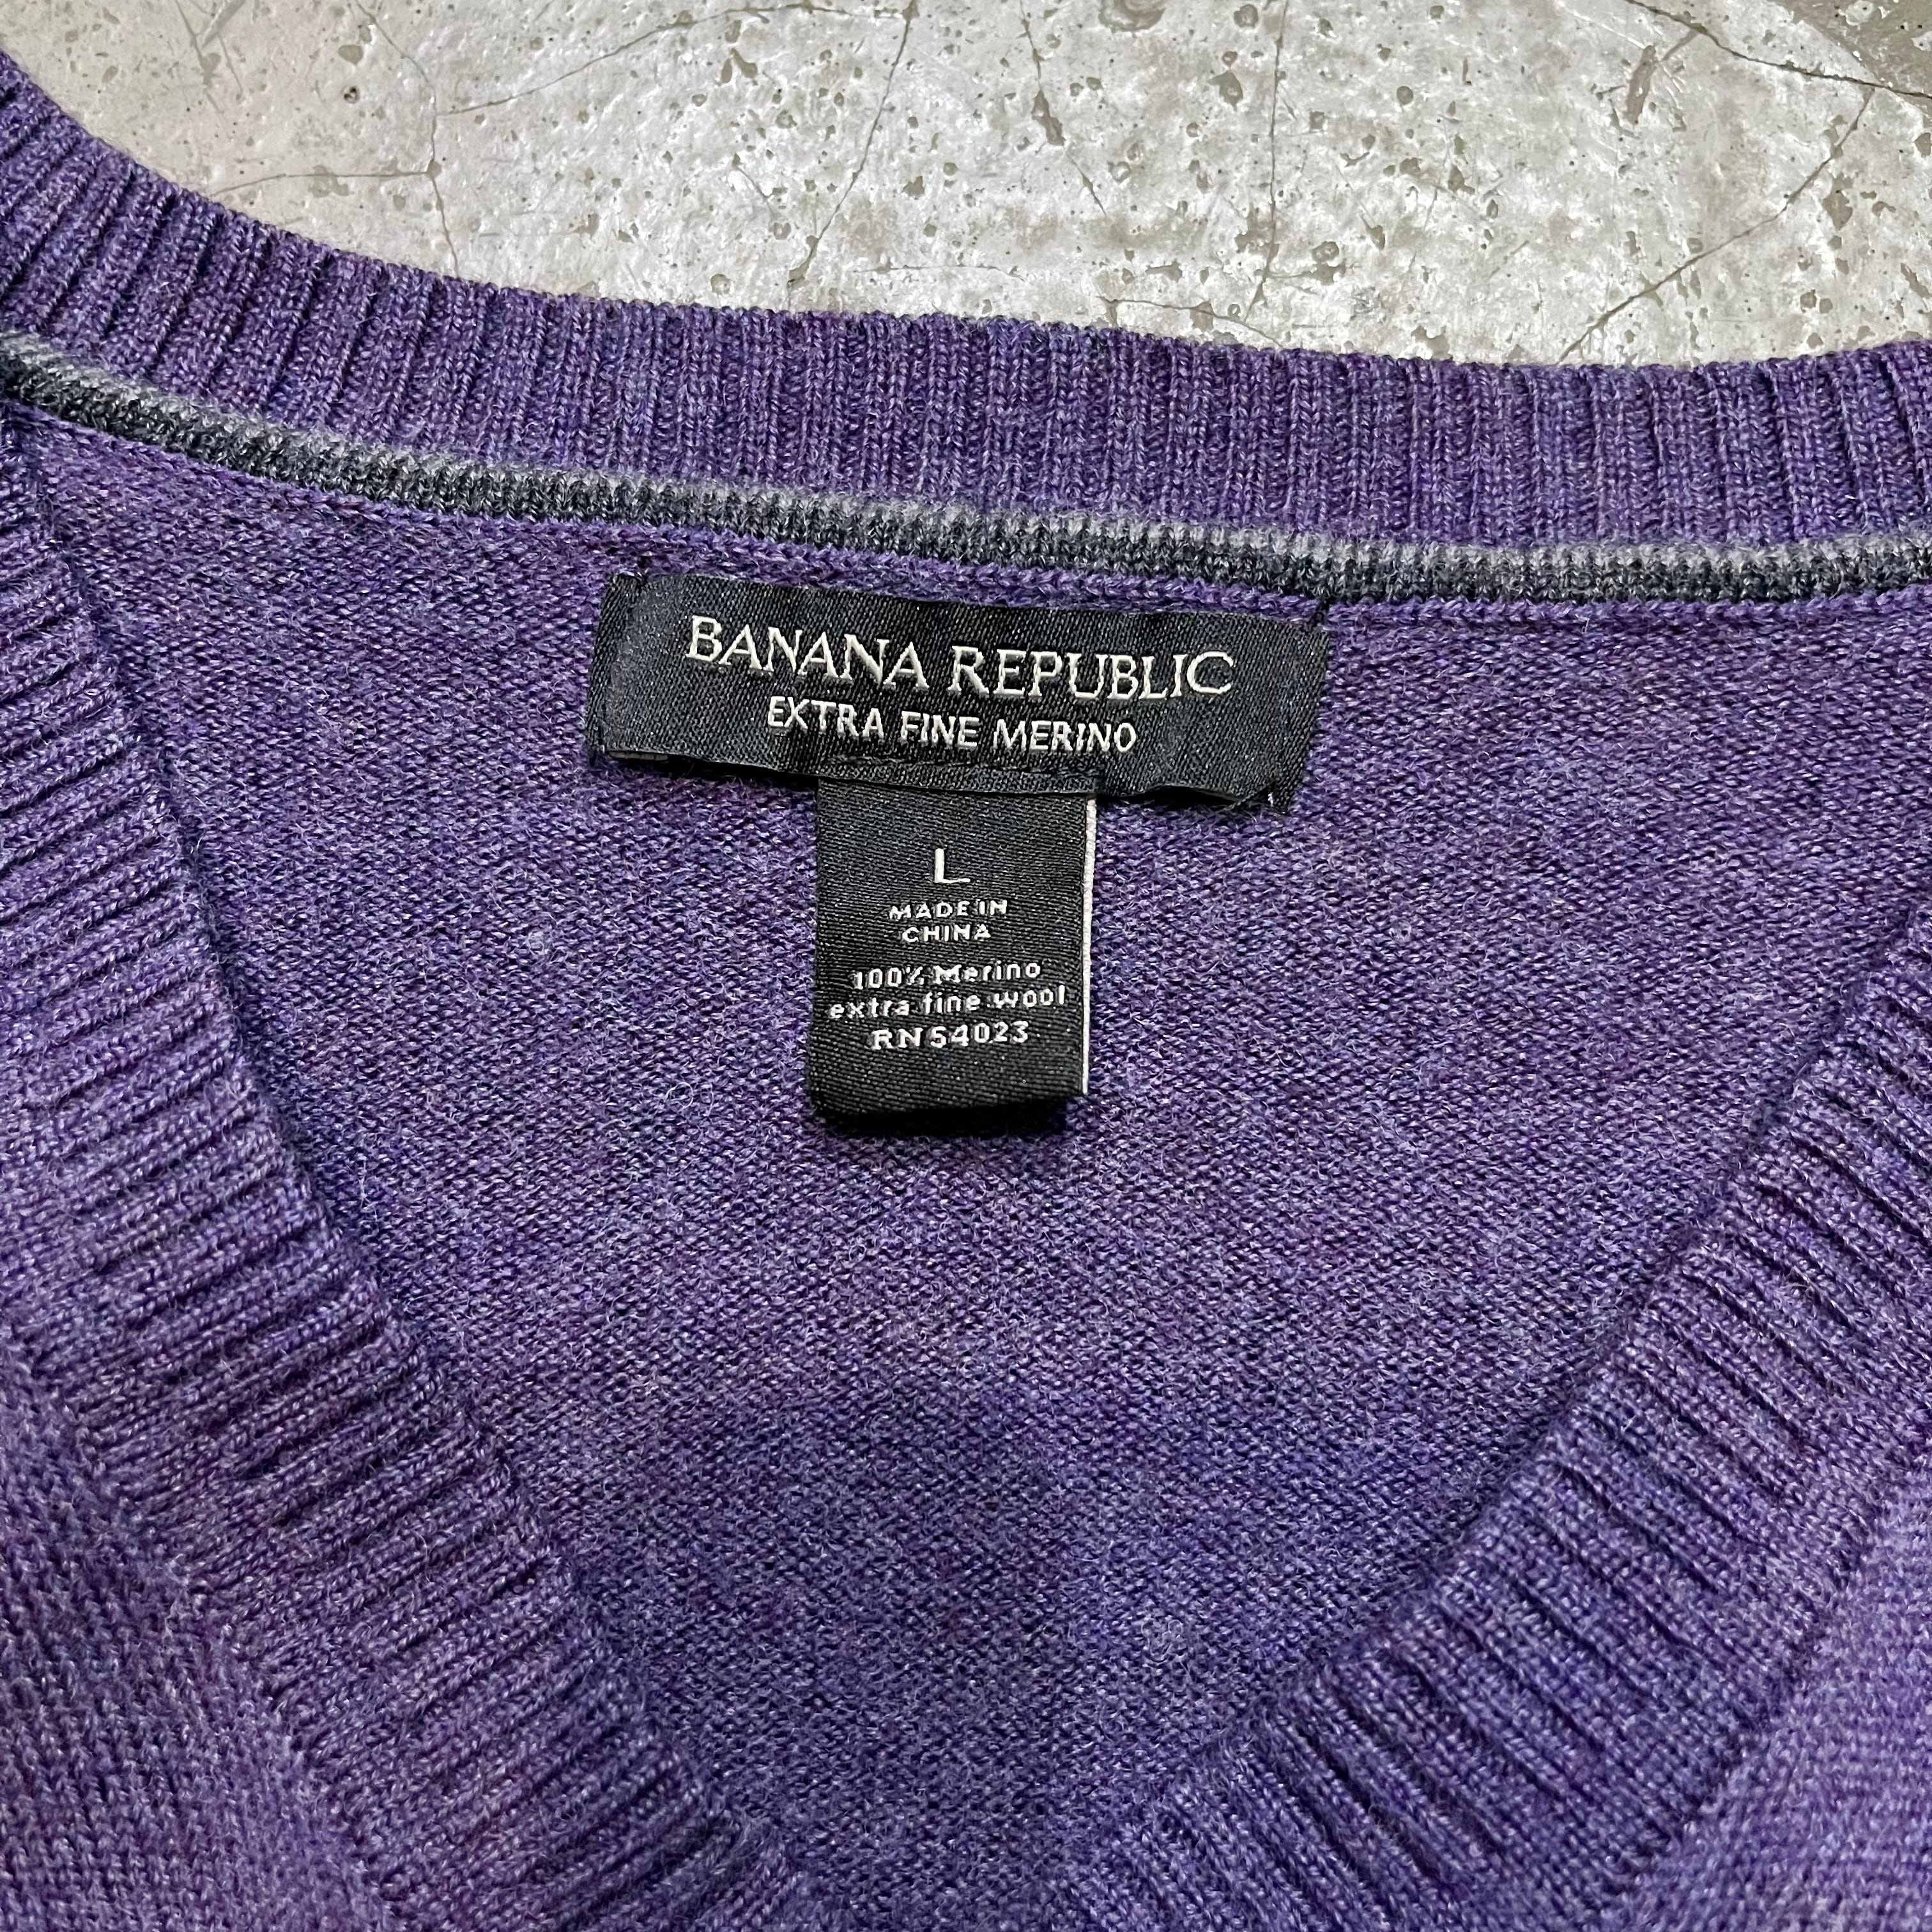 BANANA REPUBLIC
EXTRA FINE MERINO
L
MADE IN
CHINA
100% Merino
extra fine wool
RN 54023